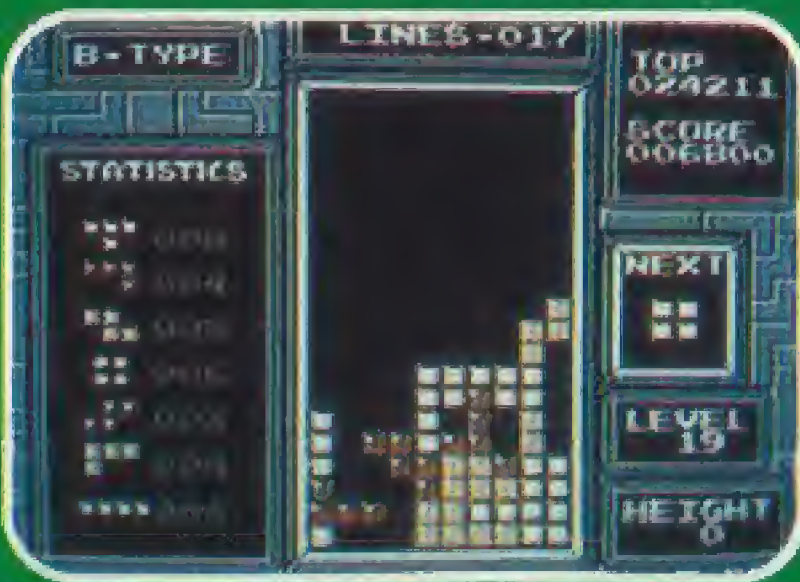 B-TYPE
LINES-017
TOP
024211
SCORE
006800
STATISTICS
NEXT
LEVEL
19
HEIGHT
0